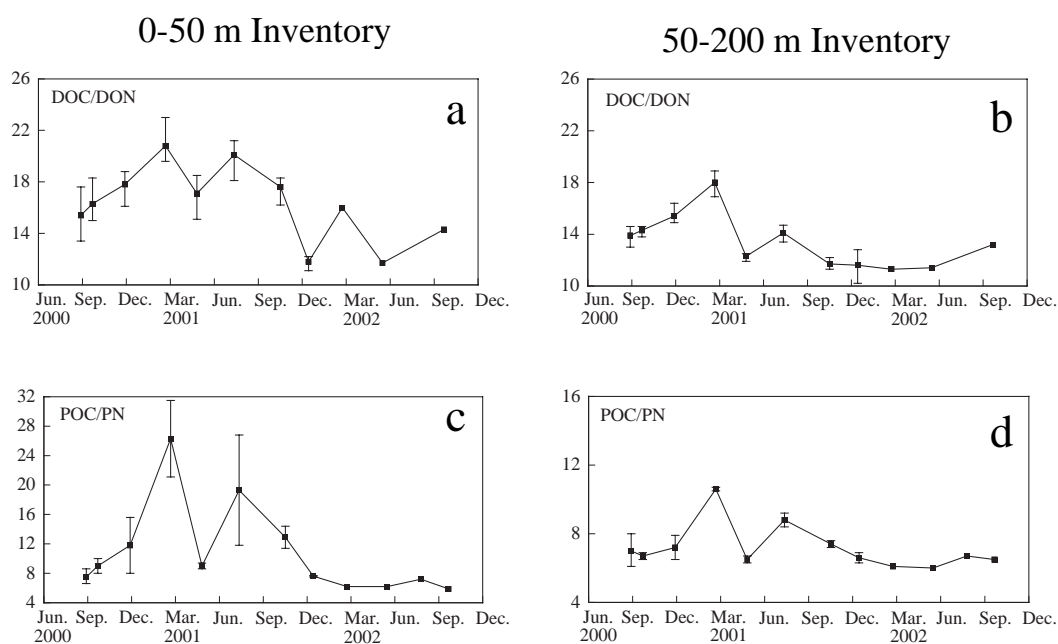 0-50 m Inventory
50-200 m Inventory
26
22
18
14
10
DOC/DON
a
Jun. Sep. Dec. Mar. Jun. Sep. Dec. Mar. Jun. Sep. Dec.
2000 2001 2002
26
22
18
14
10
DOC/DON
b
Jun. Sep. Dec. Mar. Jun. Sep. Dec. Mar. Jun. Sep. Dec.
2000 2001 2002
32
28
24
20
16
12
8
4
POC/PN
c
Jun. Sep. Dec. Mar. Jun. Sep. Dec. Mar. Jun. Sep. Dec.
2000 2001 2002
16
12
8
4
POC/PN
d
Jun. Sep. Dec. Mar. Jun. Sep. Dec. Mar. Jun. Sep. Dec.
2000 2001 2002